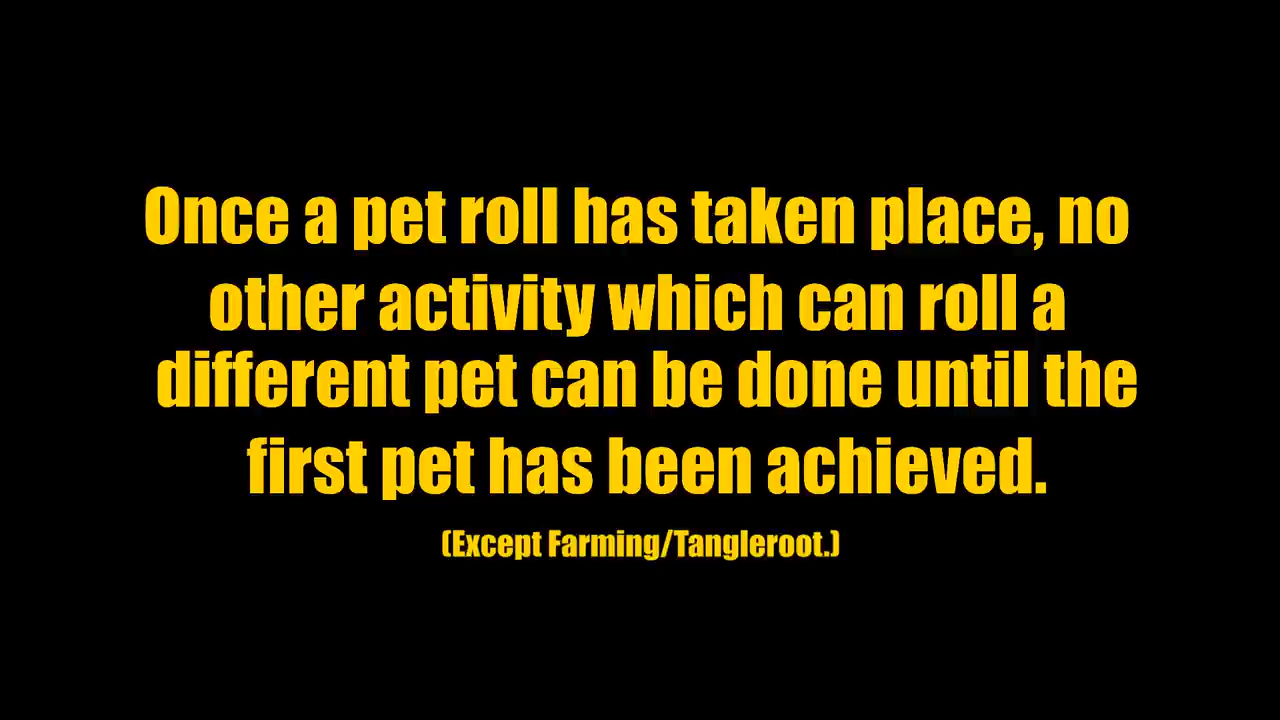 Once a pet roll has taken place, no
other activity which can roll a
different pet can be done until the
first pet has been achieved.
(Except Farming/Tangleroot.)